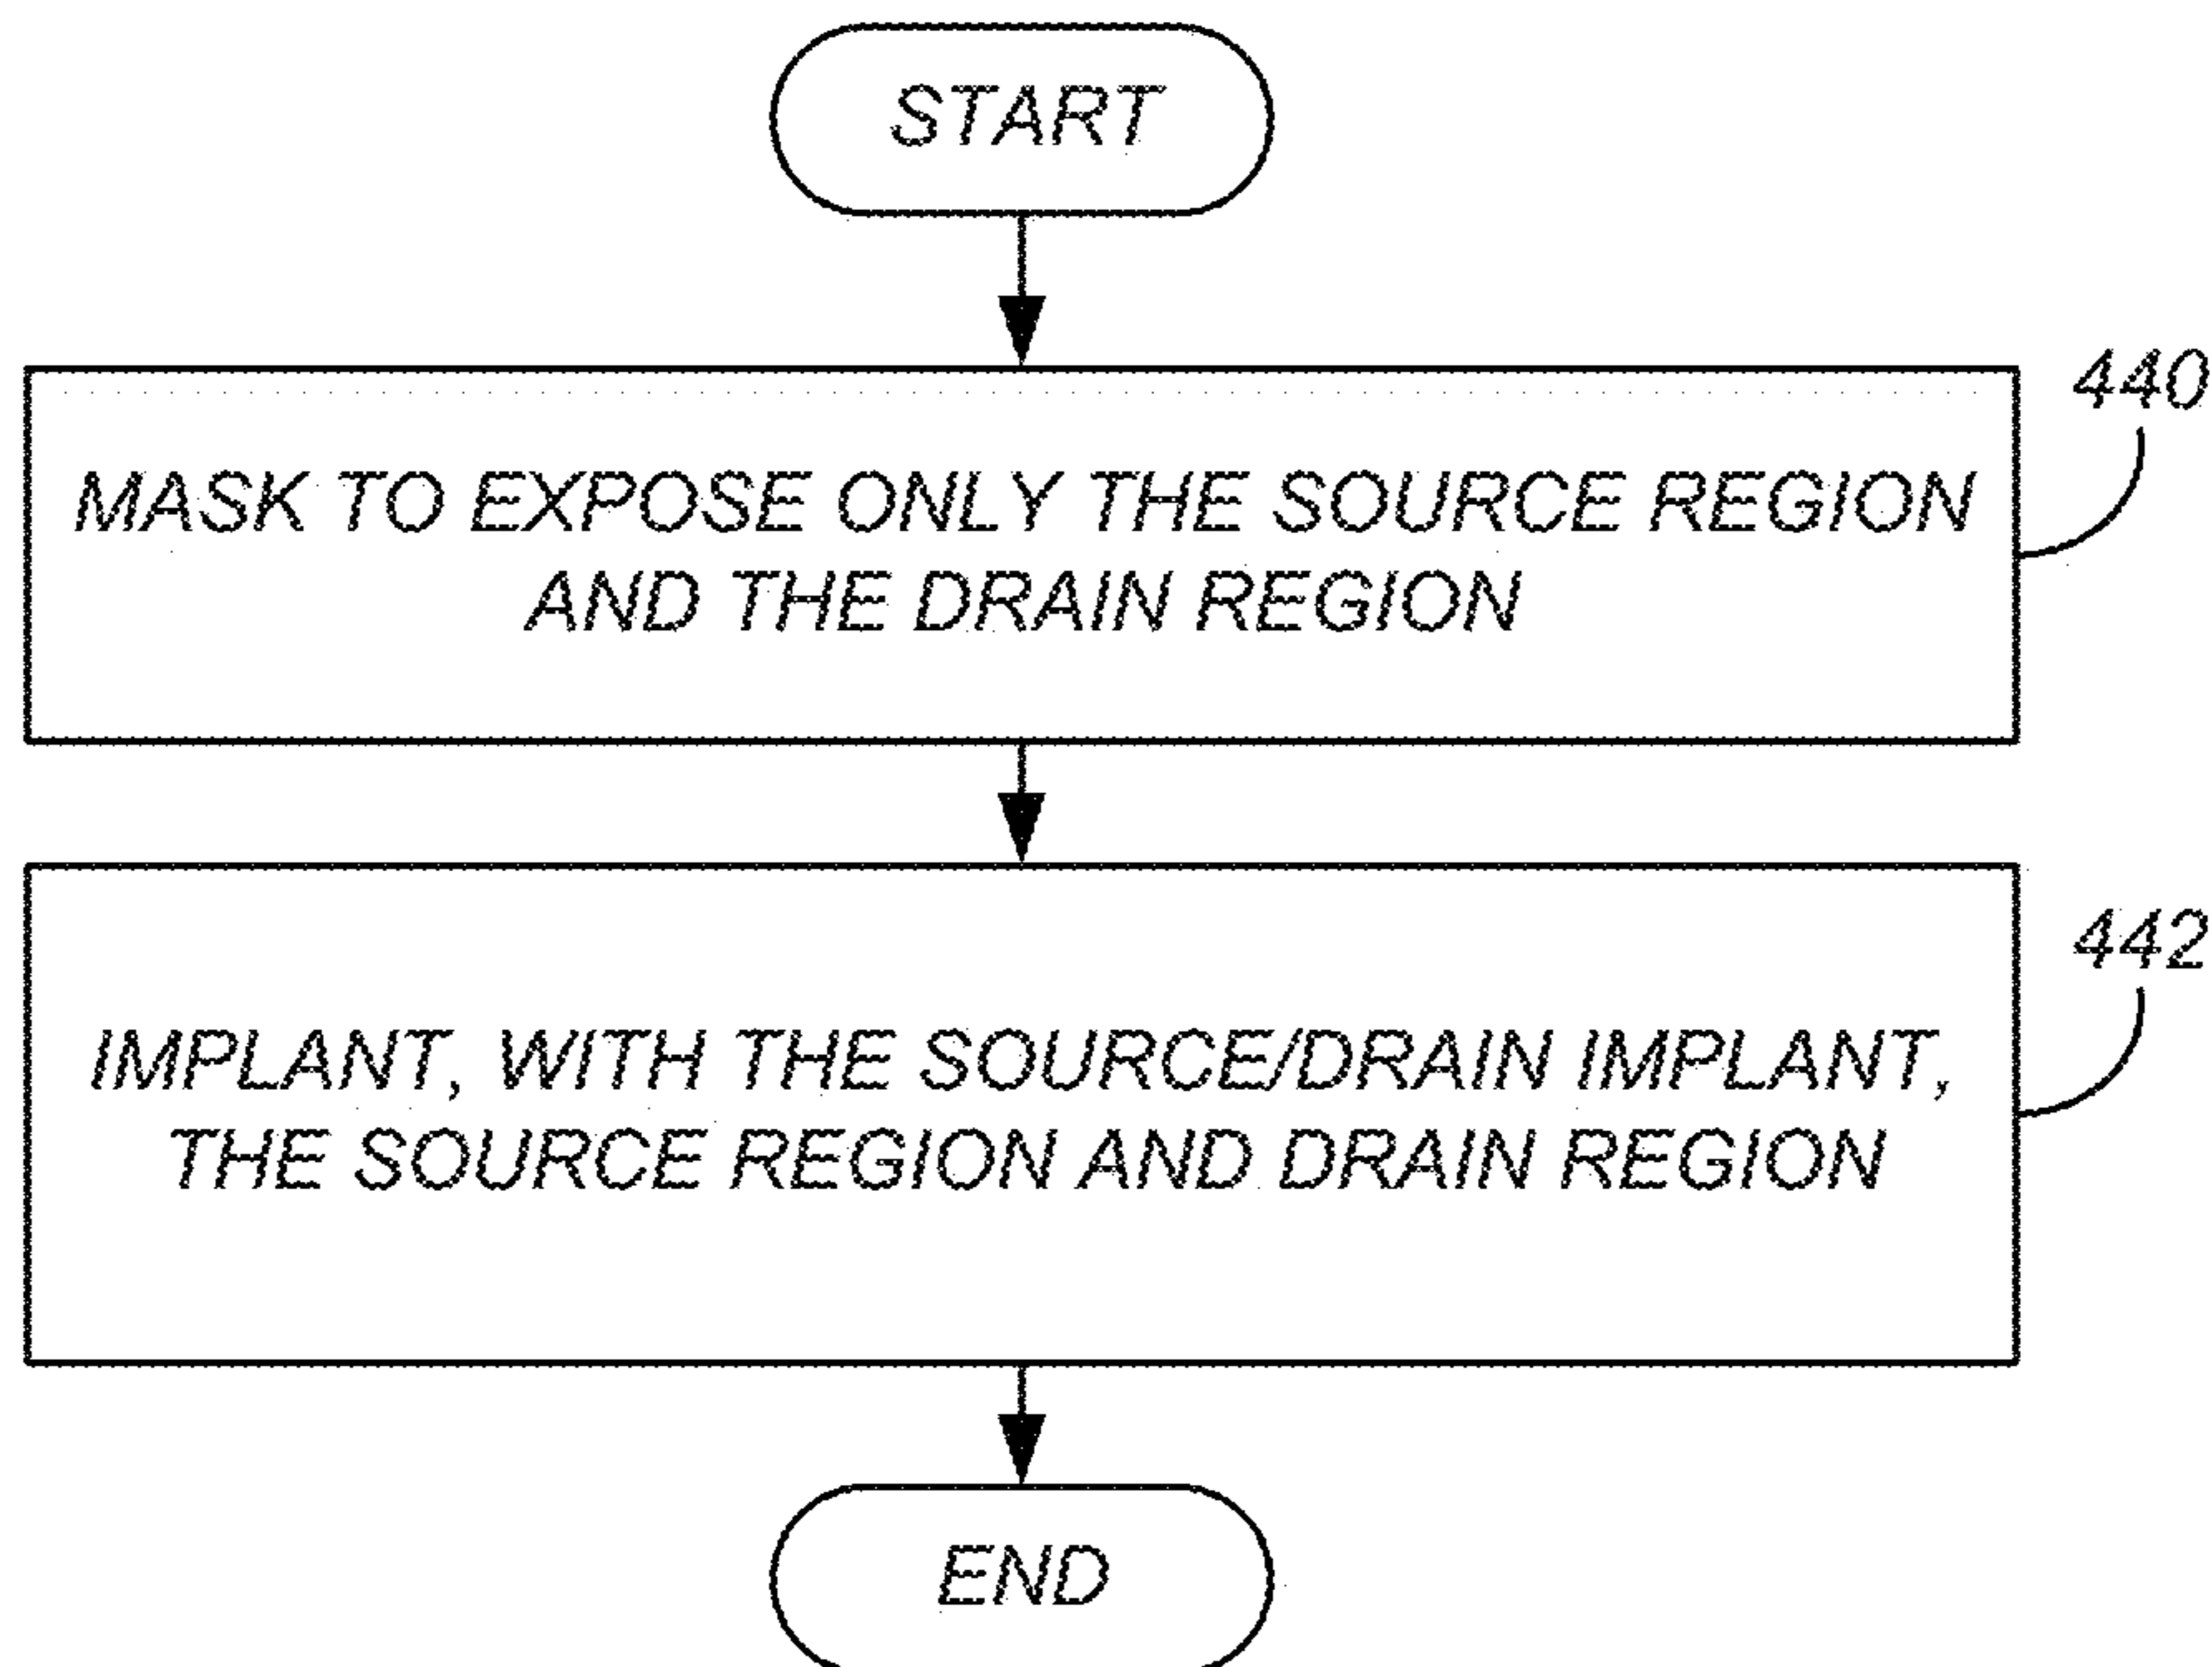 START
440
MASK TO EXPOSE ONLY THE SOURCE REGION
AND THE DRAIN REGION
442
IMPLANT, WITH THE SOURCE/DRAIN IMPLANT,
THE SOURCE REGION AND DRAIN REGION
END